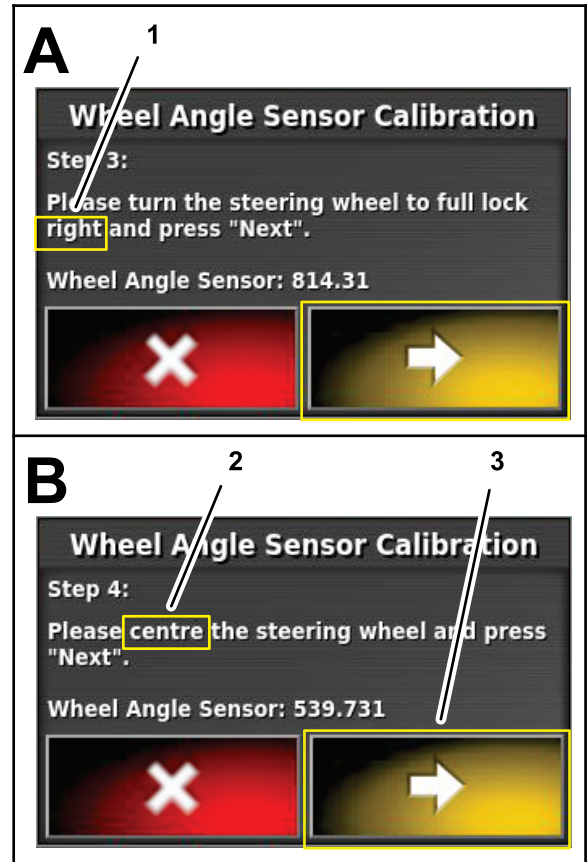 A
1
Wheel Angle Sensor Calibration
Step 3:
Please turn the steering wheel to full lock
right and press "Next".
Wheel Angle Sensor: 814.31
B
2
3
Wheel Angle Sensor Calibration
Step 4:
Please centre the steering wheel and press
"Next".
Wheel Angle Sensor: 539.731